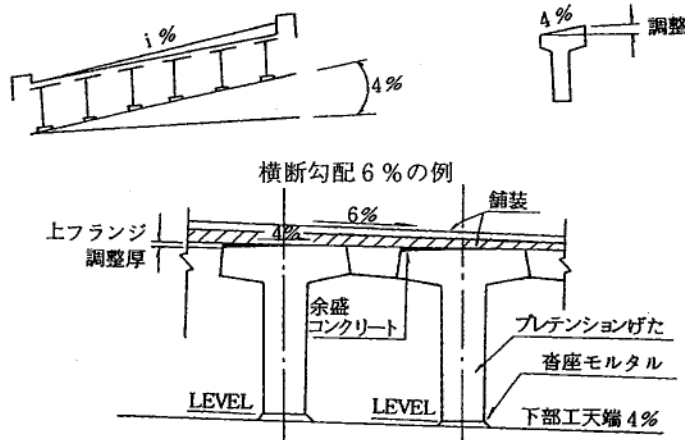 i%
4%
4%
調整
横断勾配6%の例
6%
舗装
4%
上フランジ
調整厚
余盛
コンクリート
プレテンションげた
沓座モルタル
LEVEL
LEVEL
下部工天端4%